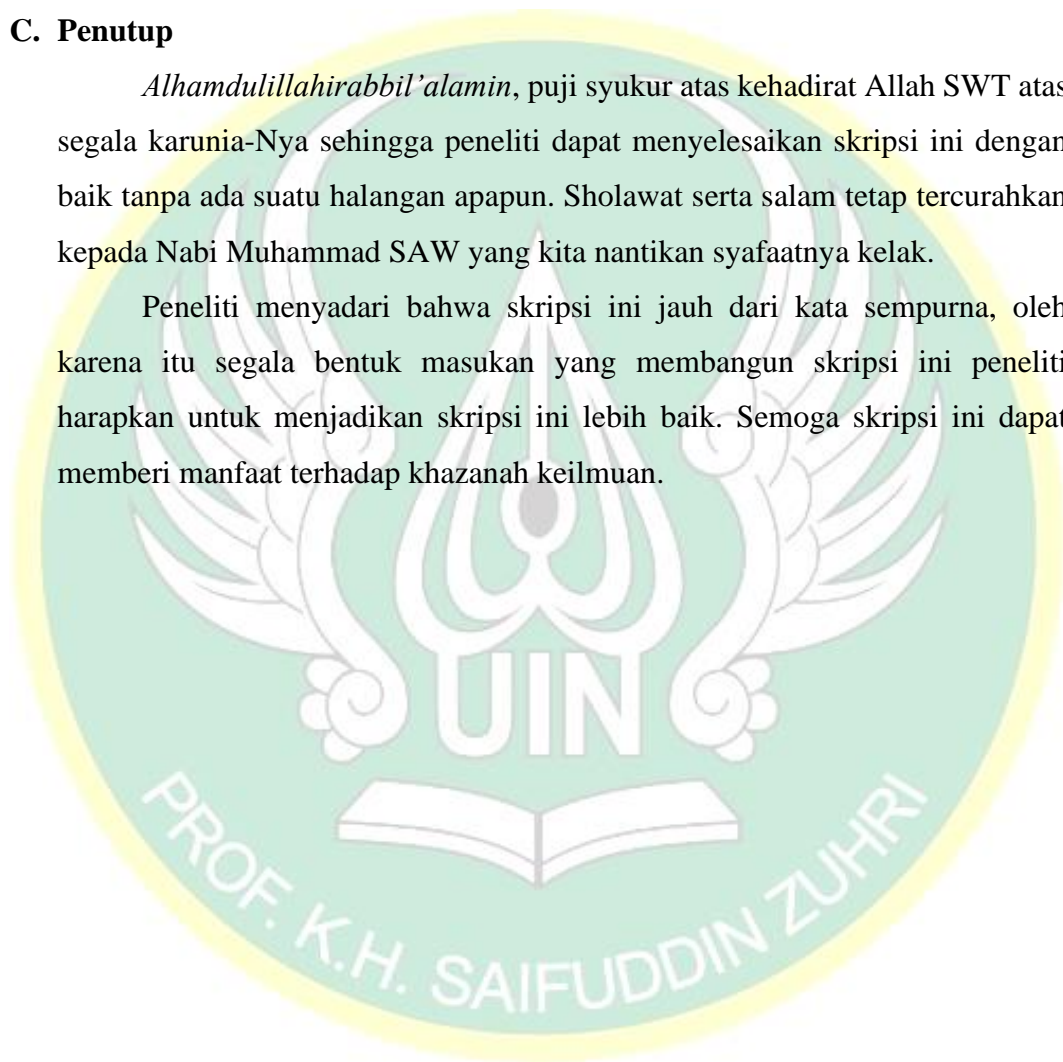 C. Penutup
Alhamdulillahirabbil’alamin, puji syukur atas kehadirat Allah SWT atas
segala karunia-Nya sehingga peneliti dapat menyelesaikan skripsi ini dengan
baik tanpa ada suatu halangan apapun. Sholawat serta salam tetap tercurahkan
kepada Nabi Muhammad SAW yang kita nantikan syafaatnya kelak.
Peneliti menyadari bahwa skripsi ini jauh dari kata sempurna, oleh
karena itu segala bentuk masukan yang membangun skripsi ini peneliti
harapkan untuk menjadikan skripsi ini lebih baik. Semoga skripsi ini dapat
memberi manfaat terhadap khazanah keilmuan.
UIN
PROF. K.H. SAIFUDDIN ZUHRI